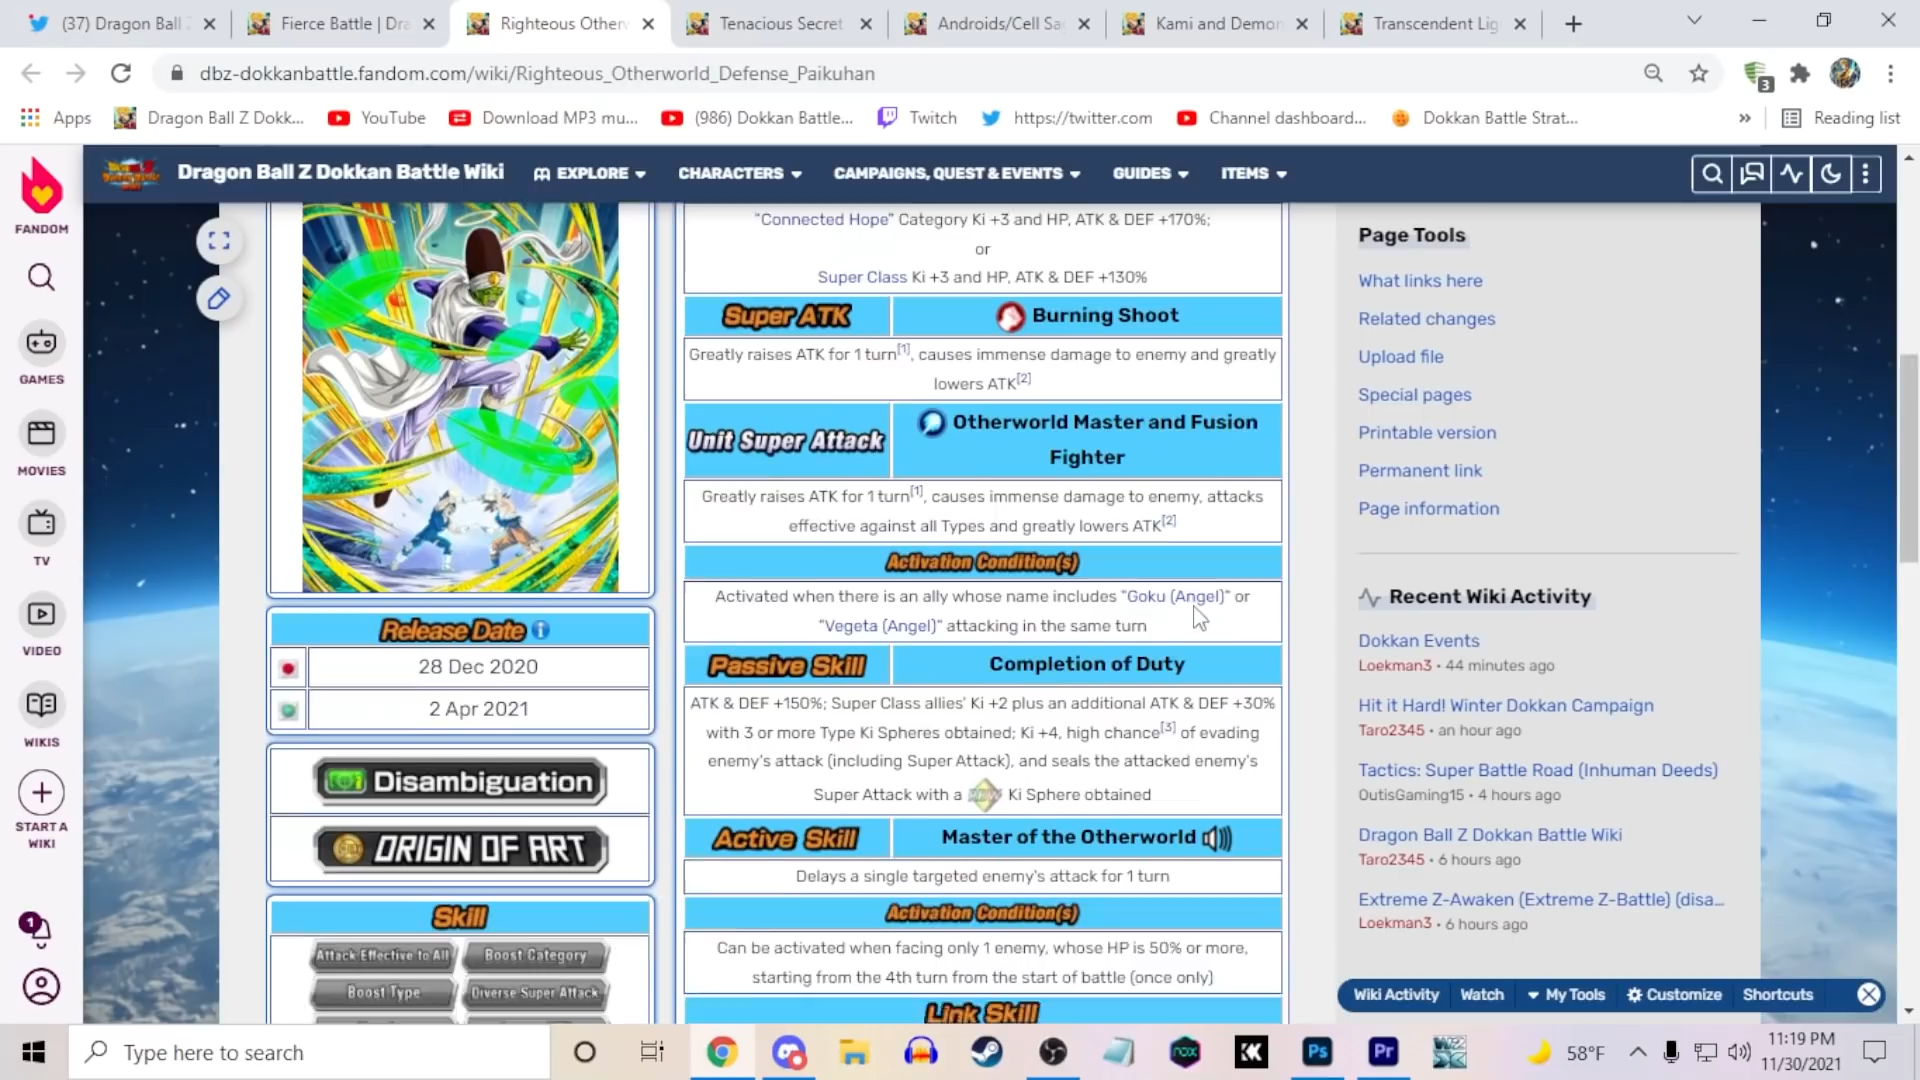 (37) Dragon Ball Z
Fierce Battle | Dra
Righteous Otherw
Tenacious Secret
Androids/Cell Sa
Kami and Demon
Transcendent Lig
dbz-dokkanbattle.fandom.com/wiki/Righteous_Otherworld_Defense_Paikuhan
3
Apps
Dragon Ball Z Dokk...
YouTube
Download MP3 mu...
(986) Dokkan Battle...
Twitch
https://twitter.com
Channel dashboard...
Dokkan Battle Strat...
»
Reading list
FANDOM
GAMES
MOVIES
TV
VIDEO
WIKIS
START A
WIKI
1
Dragon Ball Z Dokkan Battle Wiki
EXPLORE
CHARACTERS
CAMPAIGNS, QUEST & EVENTS
GUIDES
ITEMS
Release Date
28 Dec 2020
2 Apr 2021
Disambiguation
ORIGIN OF ART
Skill
Attack Effective to All
Boost Category
Boost Type
Diverse Super Attack
"Connected Hope" Category Ki +3 and HP, ATK & DEF +170%;
or
Super Class Ki +3 and HP, ATK & DEF +130%
Super ATK
Burning Shoot
Greatly raises ATK for 1 turn[1], causes immense damage to enemy and greatly
lowers ATK[2]
Unit Super Attack
Otherworld Master and Fusion
Fighter
Greatly raises ATK for 1 turn[1], causes immense damage to enemy, attacks
effective against all Types and greatly lowers ATK[2]
Activation Condition(s)
Activated when there is an ally whose name includes "Goku (Angel)" or
"Vegeta (Angel)" attacking in the same turn
Passive Skill
Completion of Duty
ATK & DEF +150%; Super Class allies' Ki +2 plus an additional ATK & DEF +30%
with 3 or more Type Ki Spheres obtained; Ki +4, high chance[3] of evading
enemy's attack (including Super Attack), and seals the attacked enemy's
Super Attack with a Ki Sphere obtained
Active Skill
Master of the Otherworld
Delays a single targeted enemy's attack for 1 turn
Activation Condition(s)
Can be activated when facing only 1 enemy, whose HP is 50% or more,
starting from the 4th turn from the start of battle (once only)
Link Skill
Page Tools
What links here
Related changes
Upload file
Special pages
Printable version
Permanent link
Page information
Recent Wiki Activity
Dokkan Events
Loekman3 • 44 minutes ago
Hit it Hard! Winter Dokkan Campaign
Taro2345 • an hour ago
Tactics: Super Battle Road (Inhuman Deeds)
OutisGaming15 • 4 hours ago
Dragon Ball Z Dokkan Battle Wiki
Taro2345 • 6 hours ago
Extreme Z-Awaken (Extreme Z-Battle) (disa...
Loekman3 • 6 hours ago
Wiki Activity
Watch
My Tools
Customize
Shortcuts
Type here to search
nox
Ps
Pr
58°F
11:19 PM
11/30/2021